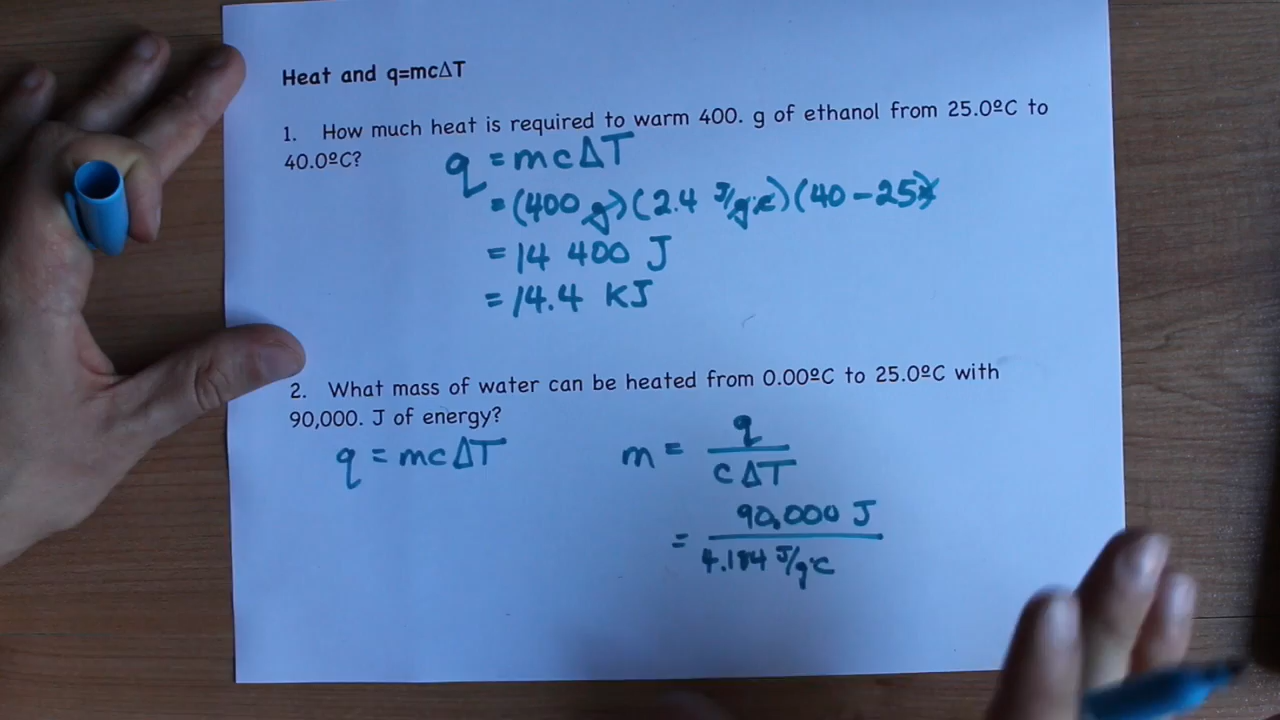 Heat and q=mcΔT
1. How much heat is required to warm 400. g of ethanol from 25.0ºC to
40.0ºC?
q = mcΔT
= (400 g)(2.4 J/g·c)(40 - 25)
= 14 400 J
= 14.4 KJ
2. What mass of water can be heated from 0.00ºC to 25.0ºC with
90,000. J of energy?
q = mcΔT
m = q / cΔT
= 90,000 J / 4.184 J/g·c